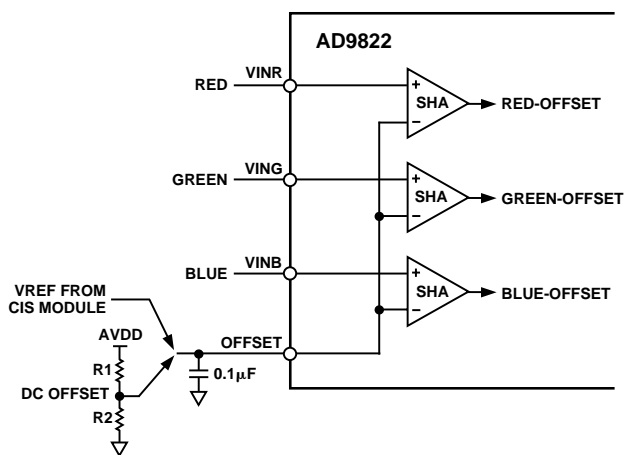 AD9822
VINR
RED
+
SHA
−
RED-OFFSET
VING
GREEN
+
SHA
−
GREEN-OFFSET
VINB
BLUE
+
SHA
−
BLUE-OFFSET
VREF FROM
CIS MODULE
AVDD
OFFSET
R1
0.1µF
DC OFFSET
R2